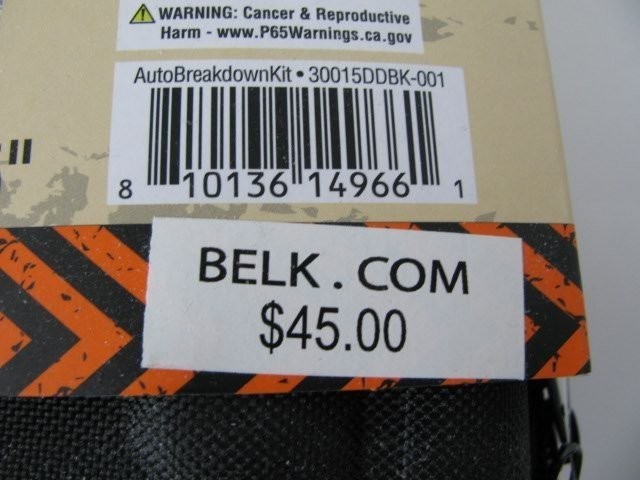 WARNING: Cancer & Reproductive
Harm - www.P65Warnings.ca.gov
AutoBreakdownKit • 30015DDBK-001
8 10136 14966 1
BELK.COM
$45.00